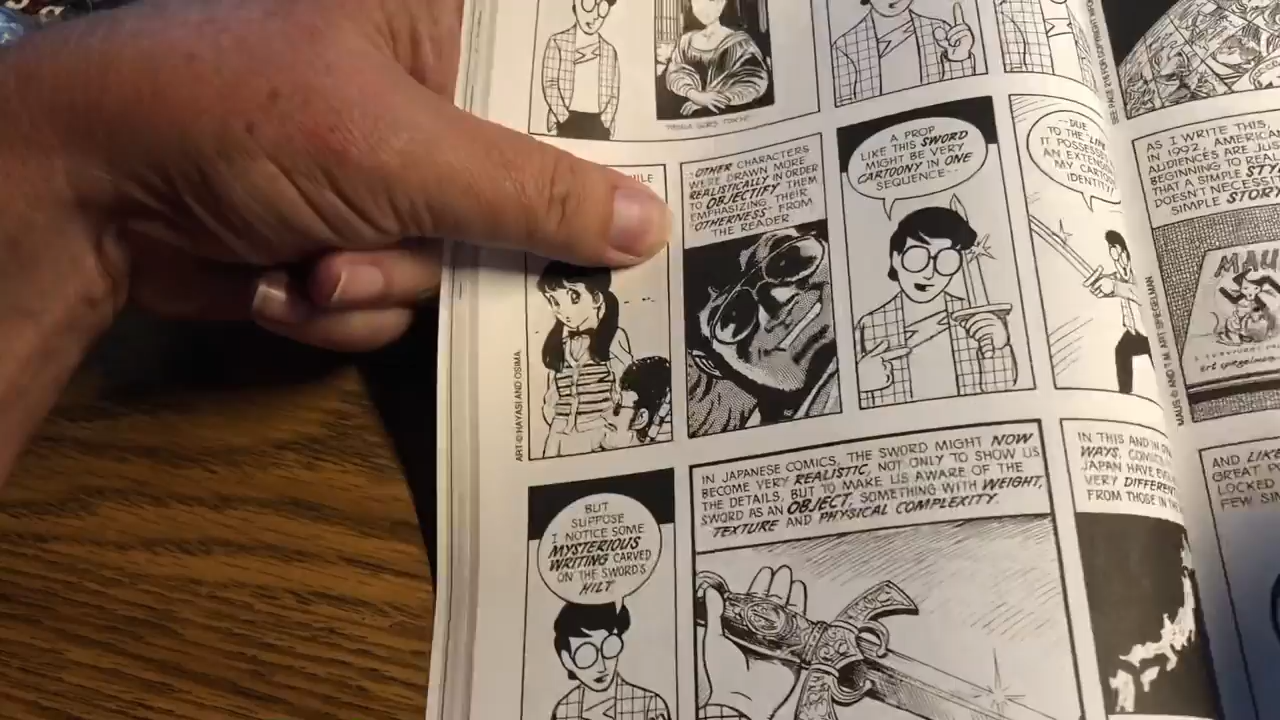 --OTHER CHARACTERS
WERE DRAWN MORE
REALISTICALLY IN ORDER
TO OBJECTIFY THEM
EMPHASIZING THEIR
"OTHERNESS" FROM
THE READER
A PROP
LIKE THIS SWORD
MIGHT BE VERY
CARTOONY IN ONE
SEQUENCE--
--DUE
TO THE
IT POSSESSES
AN EXTENSION
MY CARTOON
IDENTITY
AS I WRITE THIS,
IN 1992, AMERICAN
AUDIENCES ARE JUST
BEGINNING TO REALIZE
THAT A SIMPLE STYLE
DOESN'T NECESSITATE
SIMPLE STORY
MAUS
art spiegelman
ART © HAYASI AND OSIMA
MAUS © AND T.M. ART SPIEGELMAN
BUT
SUPPOSE
I NOTICE SOME
MYSTERIOUS
WRITING CARVED
ON THE SWORD'S
HILT
IN JAPANESE COMICS, THE SWORD MIGHT NOW
BECOME VERY REALISTIC, NOT ONLY TO SHOW US
THE DETAILS, BUT TO MAKE US AWARE OF THE
SWORD AS AN OBJECT, SOMETHING WITH WEIGHT,
TEXTURE AND PHYSICAL COMPLEXITY.
IN THIS AND IN
WAYS, COMICS
JAPAN HAVE
VERY DIFFERENT
FROM THOSE IN THE
AND LIKE
GREAT
LOCKED
FEW